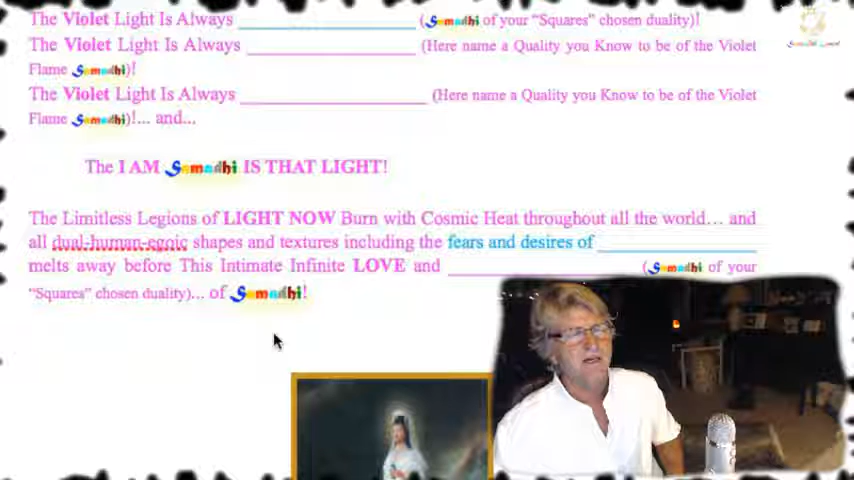 The Violet Light Is Always ____________________ (Samadhi of your “Squares” chosen duality)!
The Violet Light Is Always ____________________ (Here name a Quality you Know to be of the Violet
Flame Samadhi)!
The Violet Light Is Always ____________________ (Here name a Quality you Know to be of the Violet
Flame Samadhi)!... and...
The I AM Samadhi IS THAT LIGHT!
The Limitless Legions of LIGHT NOW Burn with Cosmic Heat throughout all the world... and
all dual-human-egoic shapes and textures including the fears and desires of ____________________
melts away before This Intimate Infinite LOVE and ____________________ (Samadhi of your
“Squares” chosen duality)... of Samadhi!